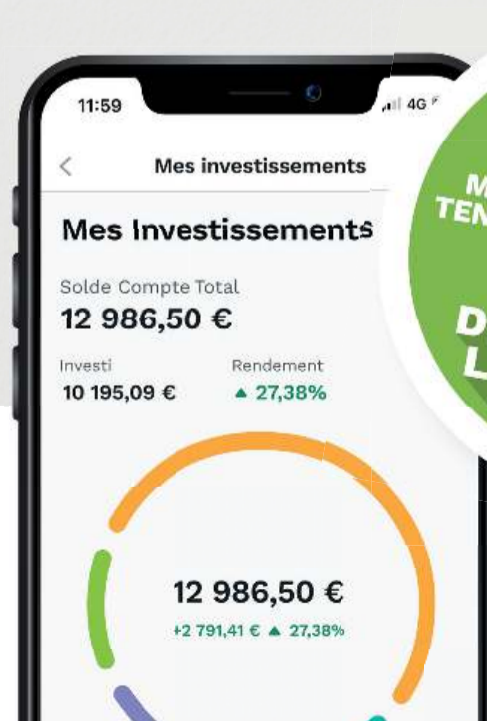 11:59
4G
Mes investissements
Mes Investissements
Solde Compte Total
12 986,50 €
Investi
Rendement
10 195,09 €
▲ 27,38%
12 986,50 €
+2 791,41 € ▲ 27,38%